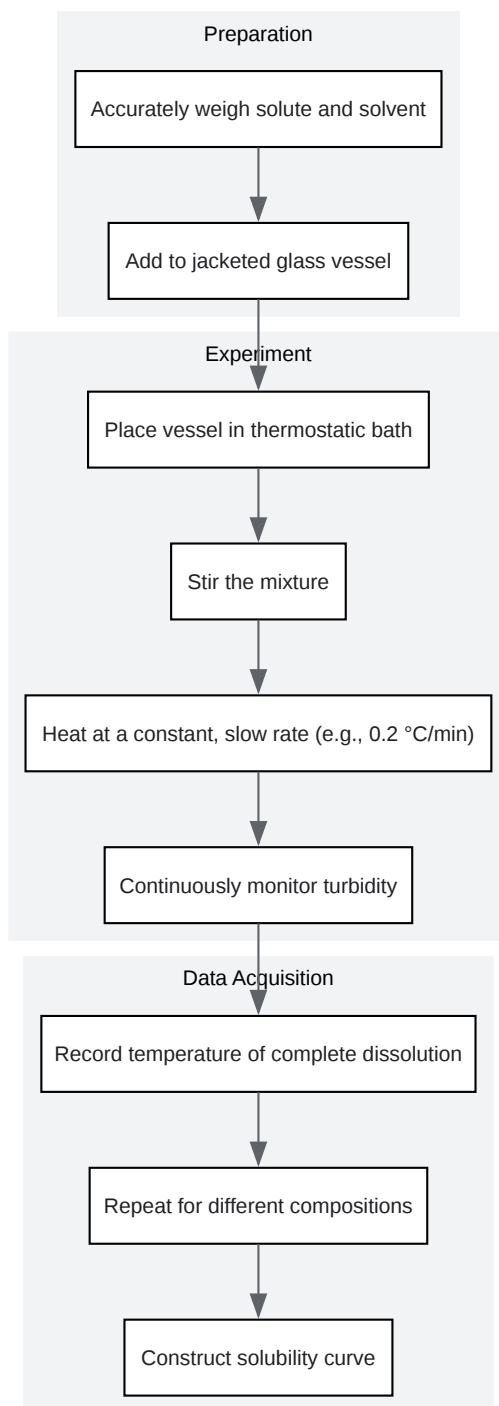 Preparation
Accurately weigh solute and solvent
Add to jacketed glass vessel
Experiment
Place vessel in thermostatic bath
Stir the mixture
Heat at a constant, slow rate (e.g., 0.2 °C/min)
Continuously monitor turbidity
Data Acquisition
Record temperature of complete dissolution
Repeat for different compositions
Construct solubility curve